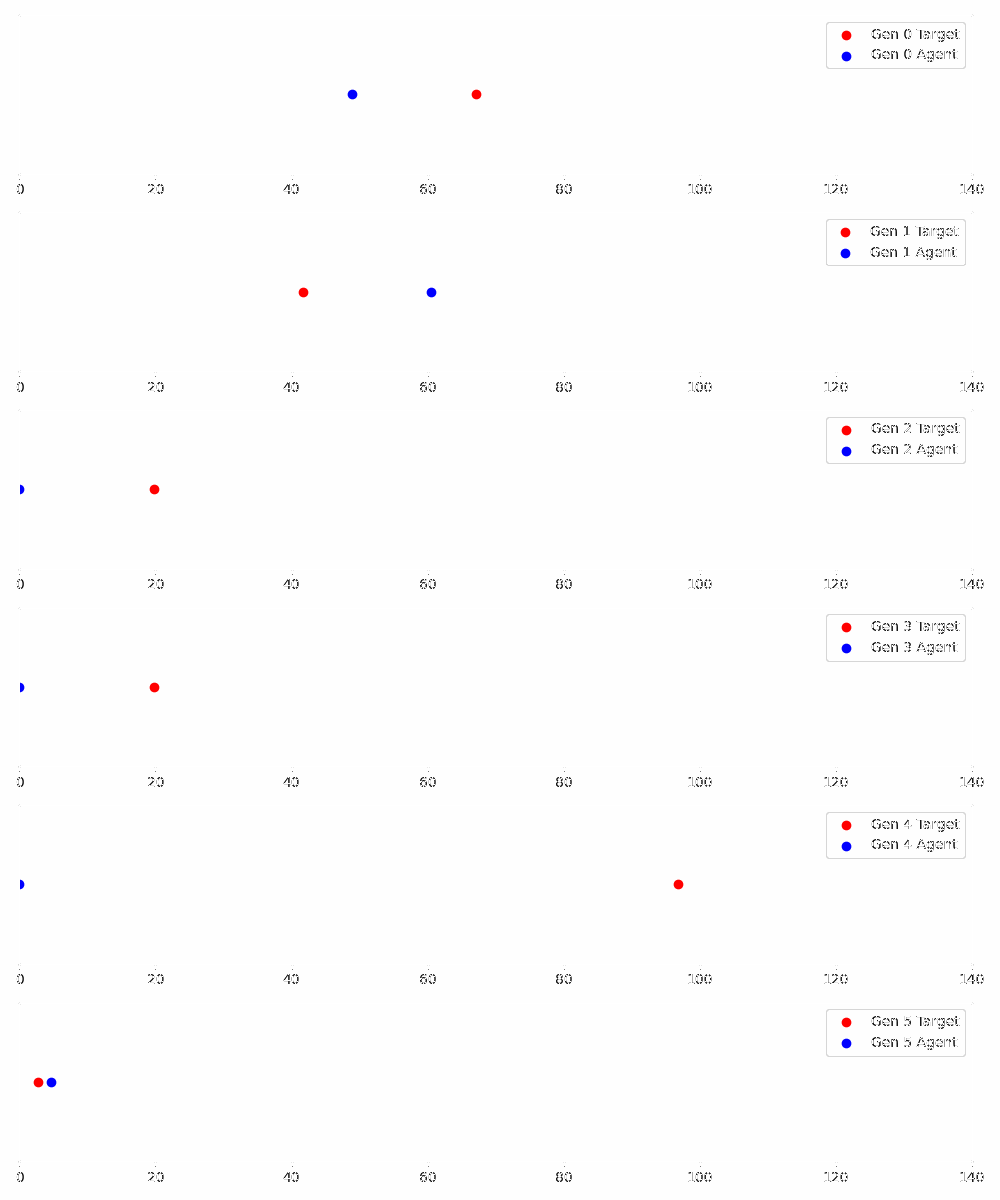 Gen 0 Target
Gen 0 Agent
0 20 40 60 80 100 120 140
Gen 1 Target
Gen 1 Agent
0 20 40 60 80 100 120 140
Gen 2 Target
Gen 2 Agent
0 20 40 60 80 100 120 140
Gen 3 Target
Gen 3 Agent
0 20 40 60 80 100 120 140
Gen 4 Target
Gen 4 Agent
0 20 40 60 80 100 120 140
Gen 5 Target
Gen 5 Agent
0 20 40 60 80 100 120 140